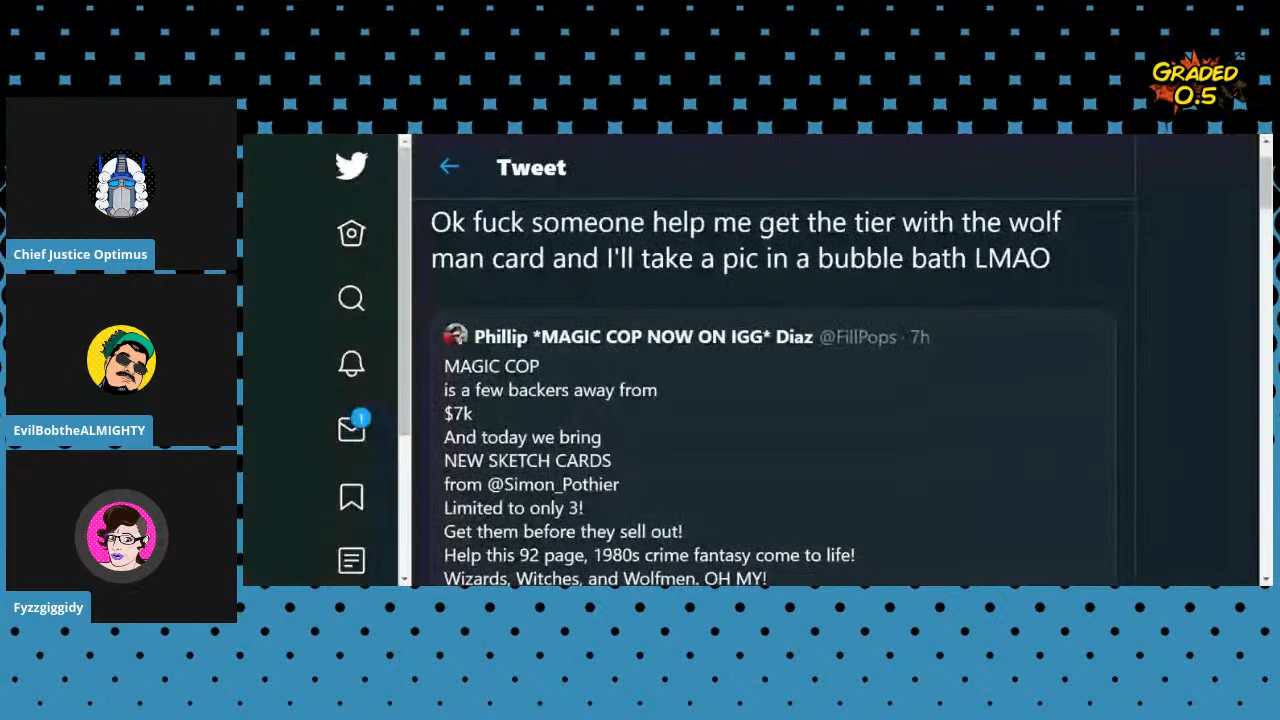 GRADED
0.5
Chief Justice Optimus
EvilBobtheALMIGHTY
Fyzzgiggidy
Tweet
Ok fuck someone help me get the tier with the wolf
man card and I'll take a pic in a bubble bath LMAO
Phillip *MAGIC COP NOW ON IGG* Diaz @FillPops · 7h
MAGIC COP
is a few backers away from
$7k
And today we bring
NEW SKETCH CARDS
from @Simon_Pothier
Limited to only 3!
Get them before they sell out!
Help this 92 page, 1980s crime fantasy come to life!
Wizards, Witches, and Wolfmen, OH MY!
1